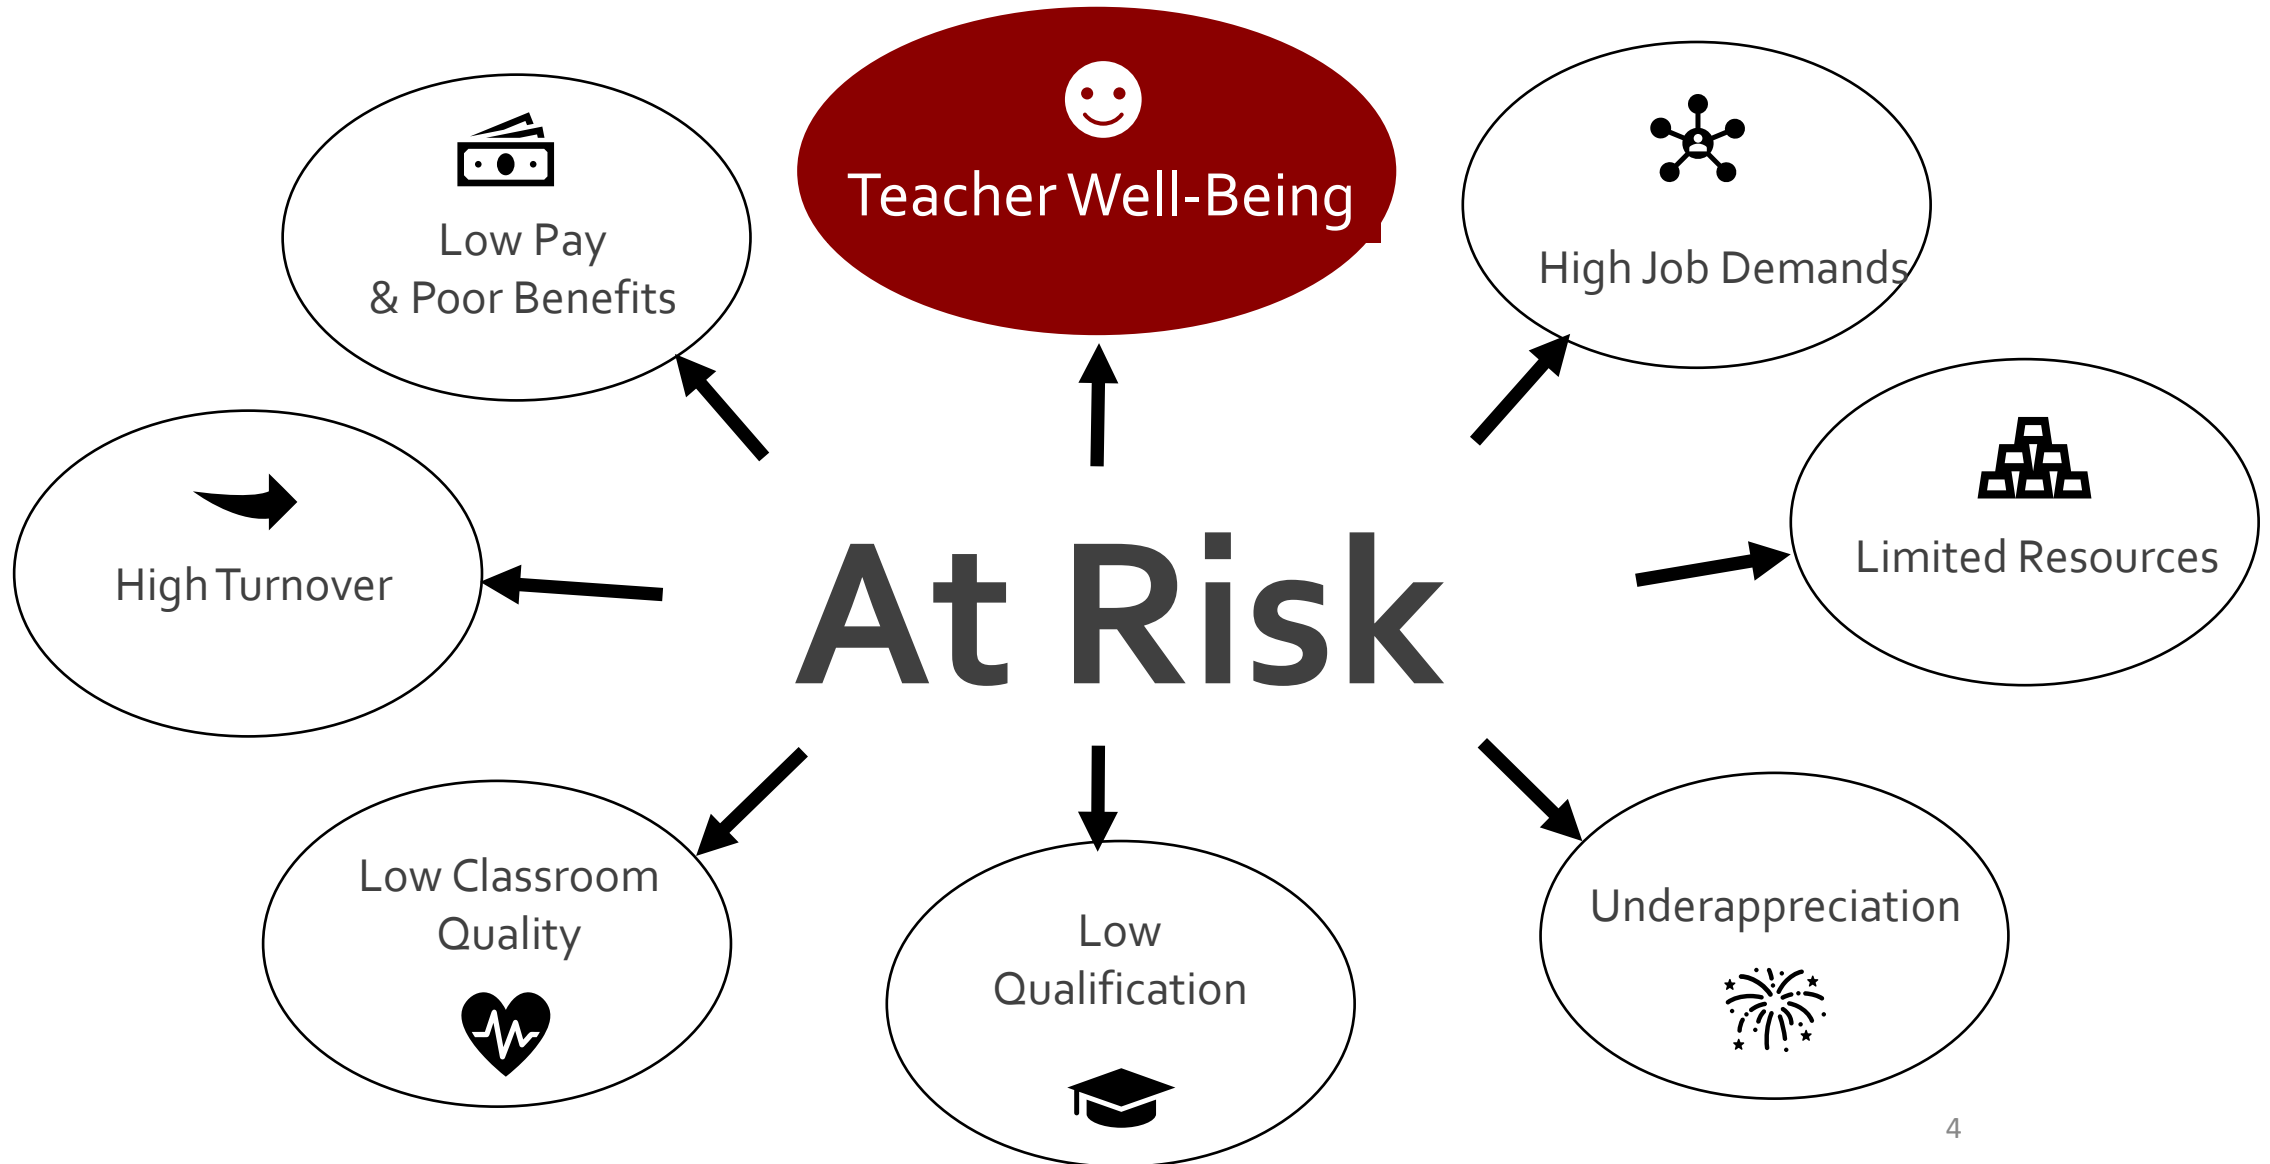 Teacher Well-Being
Low Pay
& Poor Benefits
High Job Demands
High Turnover
At Risk
Limited Resources
Low Classroom
Quality
Low
Qualification
Underappreciation
4